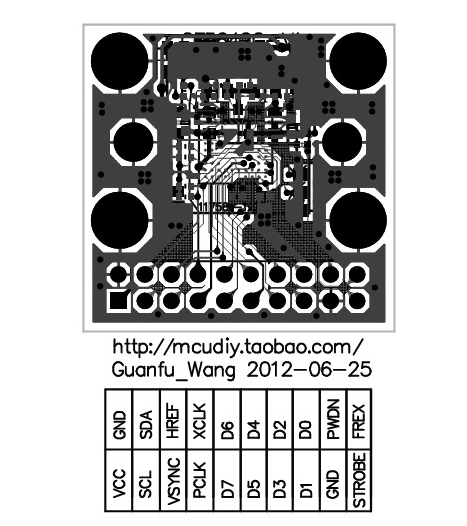 http://mcudiy.taobao.com/
Guanfu_Wang 2012-06-25
GND SDA HREF XCLK D6 D4 D2 D0 PWDN FREX
VCC SCL VSYNC PCLK D7 D5 D3 D1 GND STROBE